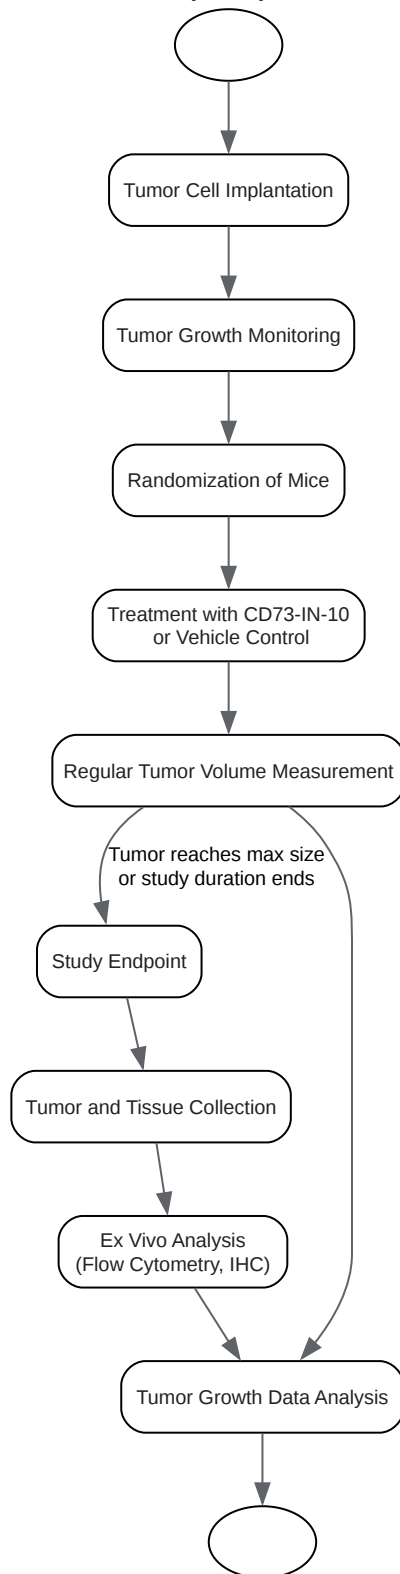 Tumor Cell Implantation
Tumor Growth Monitoring
Randomization of Mice
Treatment with CD73-IN-10
or Vehicle Control
Regular Tumor Volume Measurement
Tumor reaches max size
or study duration ends
Study Endpoint
Tumor and Tissue Collection
Ex Vivo Analysis
(Flow Cytometry, IHC)
Tumor Growth Data Analysis